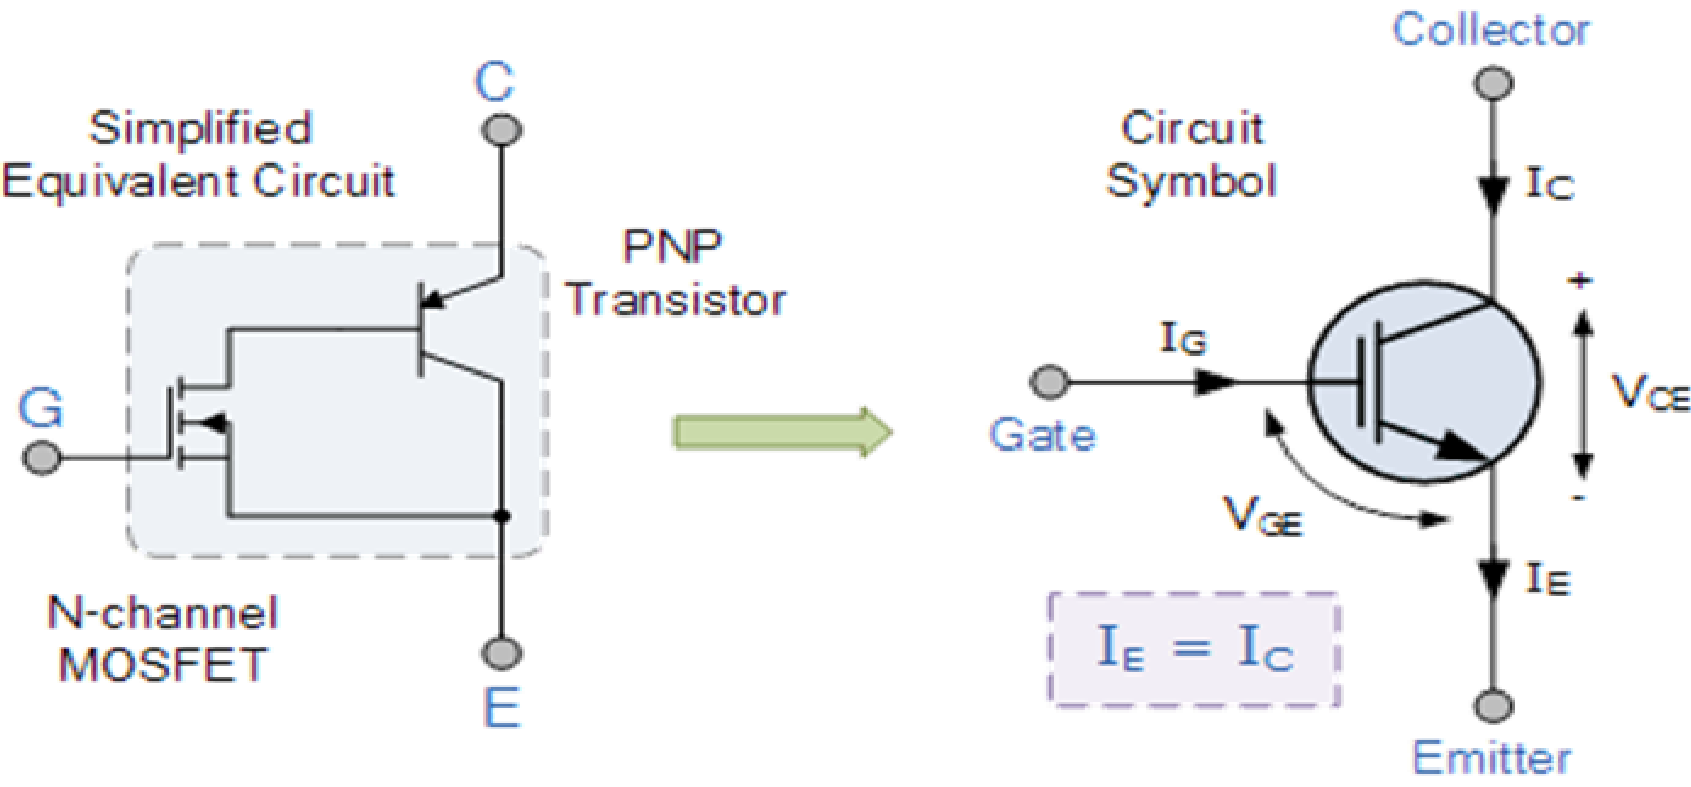 Simplified
Equivalent Circuit
C
PNP
Transistor
G
N-channel
MOSFET
E
Circuit
Symbol
Collector
IC
+
IG
VCE
Gate
VGE
-
IE
IE = IC
Emitter